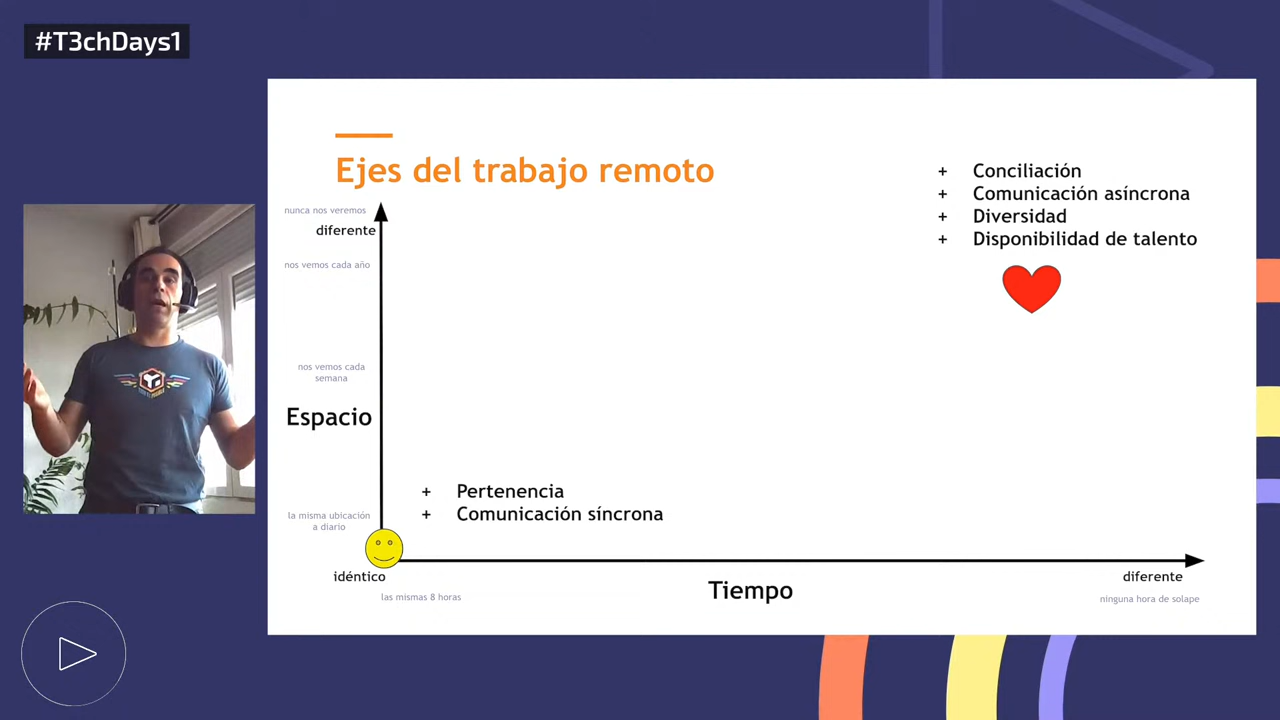 #T3chDays1
Ejes del trabajo remoto
+ Conciliación
+ Comunicación asíncrona
+ Diversidad
+ Disponibilidad de talento
nunca nos veremos
diferente
nos vemos cada año
nos vemos cada
semana
Espacio
+ Pertenencia
+ Comunicación síncrona
la misma ubicación
a diario
idéntico
las mismas 8 horas
Tiempo
diferente
ninguna hora de solape